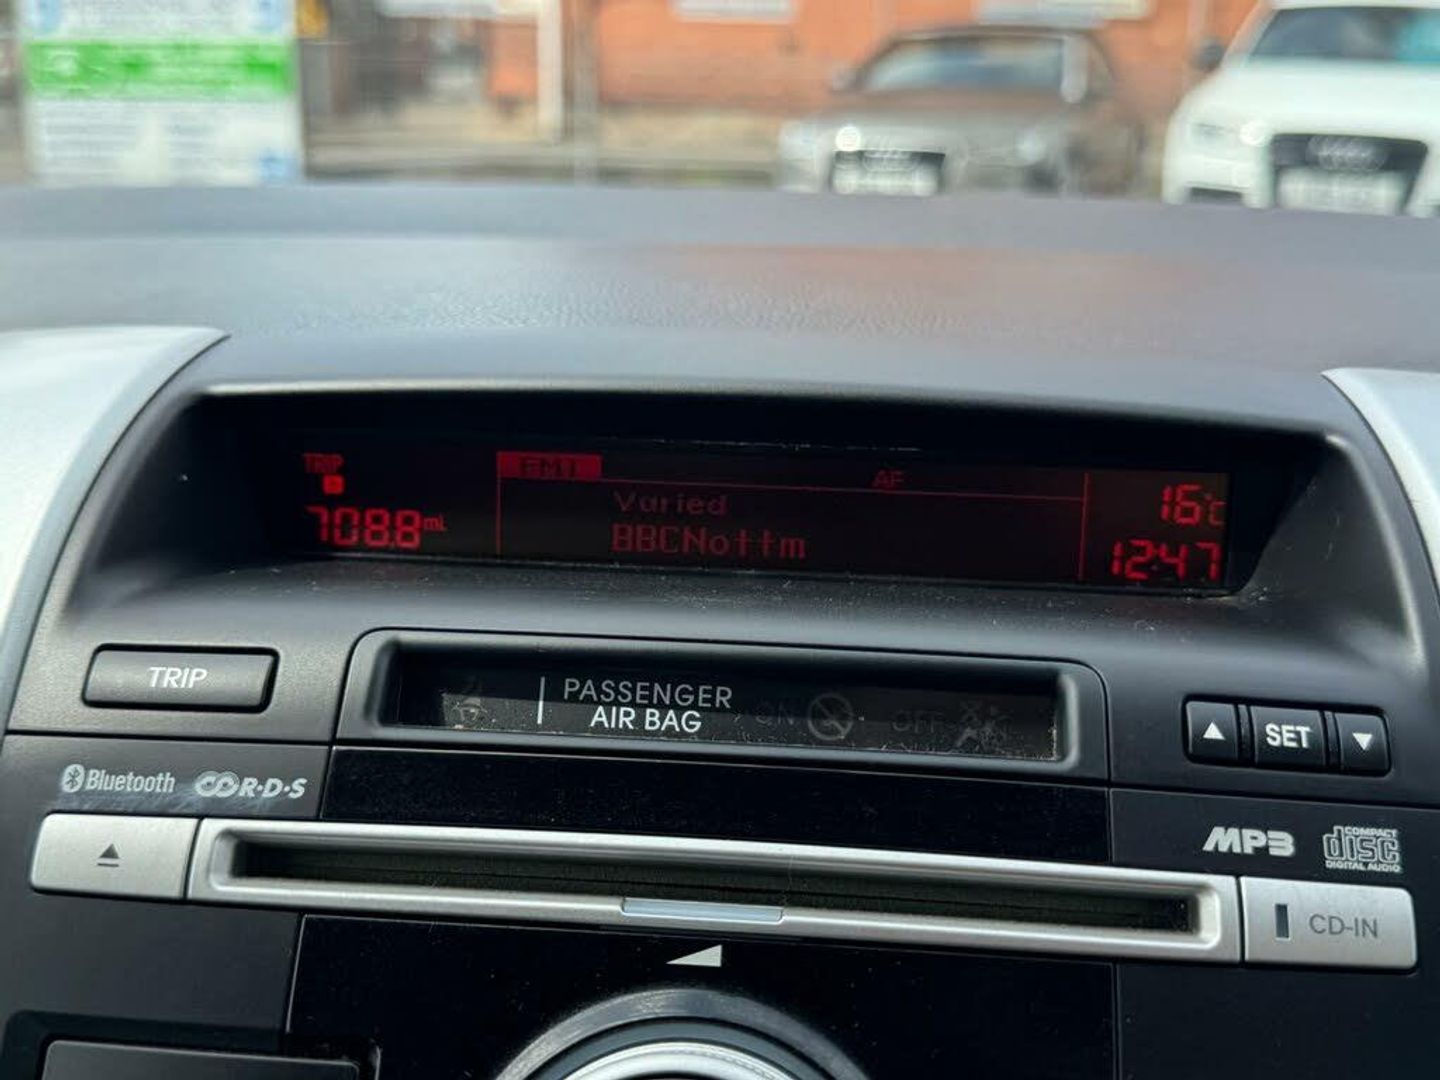 TRIP
FM1
AF
16°C
Varied
708.8 mi.
BBCNottm
12:47
TRIP
PASSENGER
AIR BAG
ON
OFF
▲ SET ▼
Bluetooth
R·D·S
MP3
COMPACT
disc
DIGITAL AUDIO
CD-IN